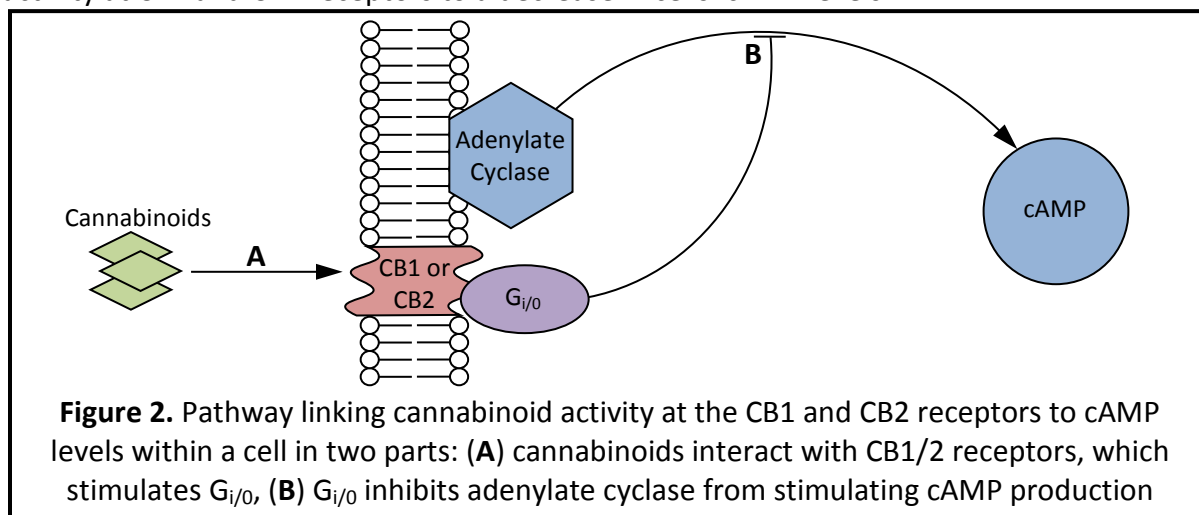 B
Adenylate
Cyclase
cAMP
Cannabinoids
A
CB1 or
CB2
Gi/0
Figure 2. Pathway linking cannabinoid activity at the CB1 and CB2 receptors to cAMP
levels within a cell in two parts: (A) cannabinoids interact with CB1/2 receptors, which
stimulates Gi/0, (B) Gi/0 inhibits adenylate cyclase from stimulating cAMP production